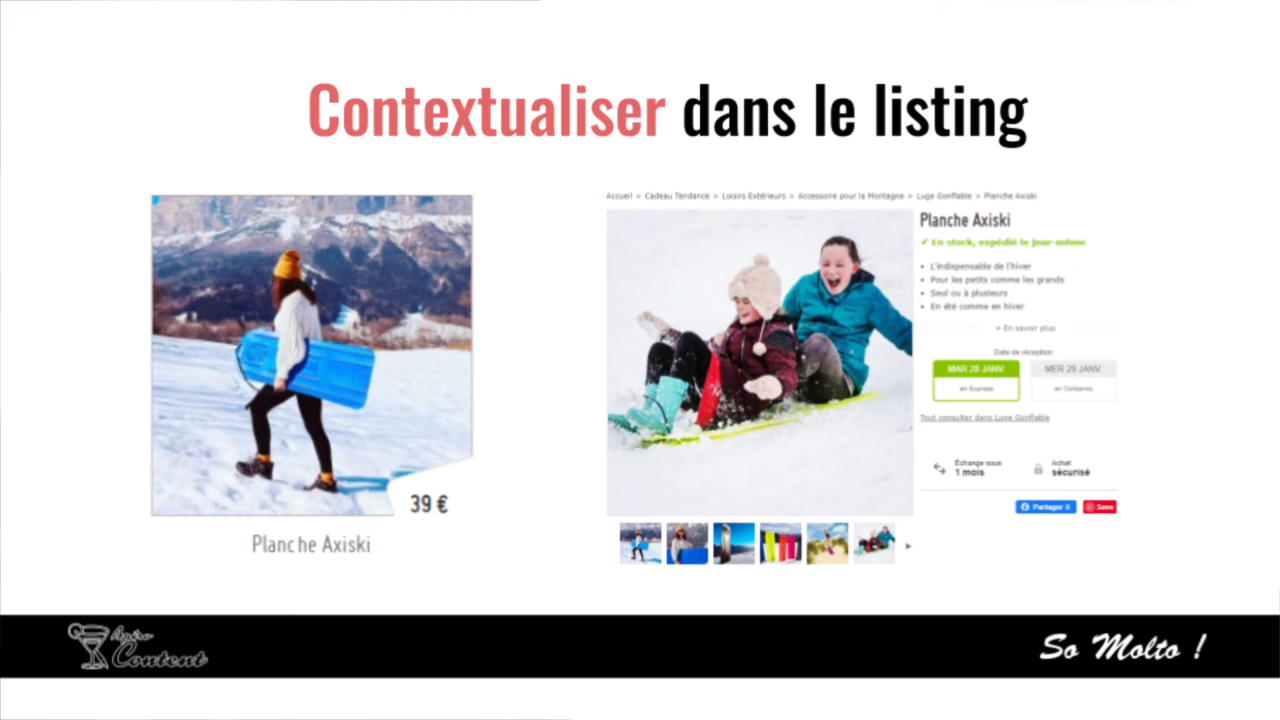 Contextualiser dans le listing
39 €
Planche Axiski
Accueil > Cadeau Tendance > Loisirs Extérieurs > Accessoire pour la Montagne > Luge Gonflable > Planche Axiski
Planche Axiski
✓ En stock, expédié le jour-même
• L'indispensable de l'hiver
• Pour les petits comme les grands
• Seul ou à plusieurs
• En été comme en hiver
+ En savoir plus
Date de réception :
MAR 28 JANV MER 29 JANV
en Express en Colissimo
Tout consulter dans Luge Gonflable
Échange sous Achat
1 mois sécurisé
Partager 6 Save
Apéro
Content
So Molto !